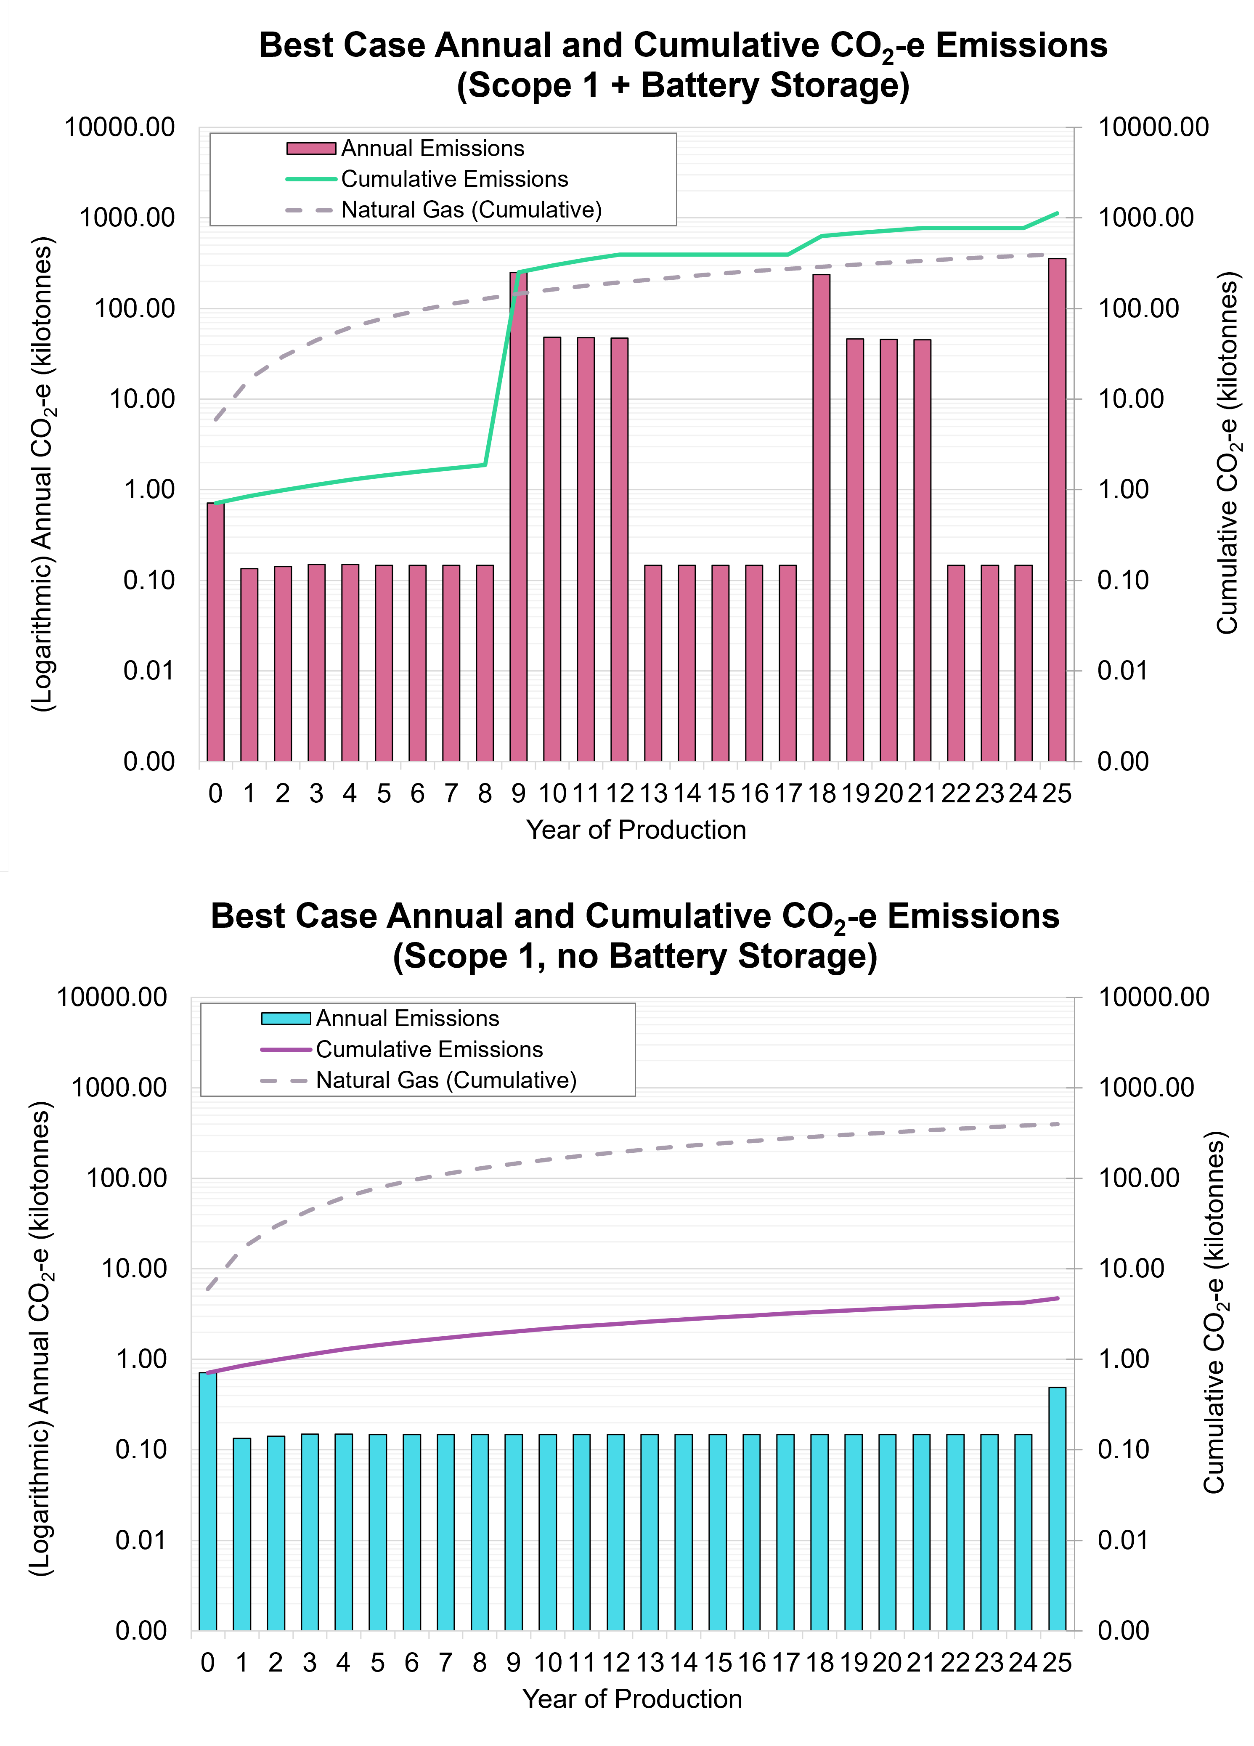 Best Case Annual and Cumulative CO₂-e Emissions
(Scope 1 + Battery Storage)
10000.00
1000.00
100.00
10.00
1.00
0.10
0.01
0.00
(Logarithmic) Annual CO₂-e (kilotonnes)
Annual Emissions
Cumulative Emissions
Natural Gas (Cumulative)
10000.00
1000.00
100.00
10.00
1.00
0.10
0.01
0.00
Cumulative CO₂-e (kilotonnes)
0 1 2 3 4 5 6 7 8 9 10 11 12 13 14 15 16 17 18 19 20 21 22 23 24 25
Year of Production
Best Case Annual and Cumulative CO₂-e Emissions
(Scope 1, no Battery Storage)
10000.00
1000.00
100.00
10.00
1.00
0.10
0.01
0.00
(Logarithmic) Annual CO₂-e (kilotonnes)
Annual Emissions
Cumulative Emissions
Natural Gas (Cumulative)
10000.00
1000.00
100.00
10.00
1.00
0.10
0.01
0.00
Cumulative CO₂-e (kilotonnes)
0 1 2 3 4 5 6 7 8 9 10 11 12 13 14 15 16 17 18 19 20 21 22 23 24 25
Year of Production